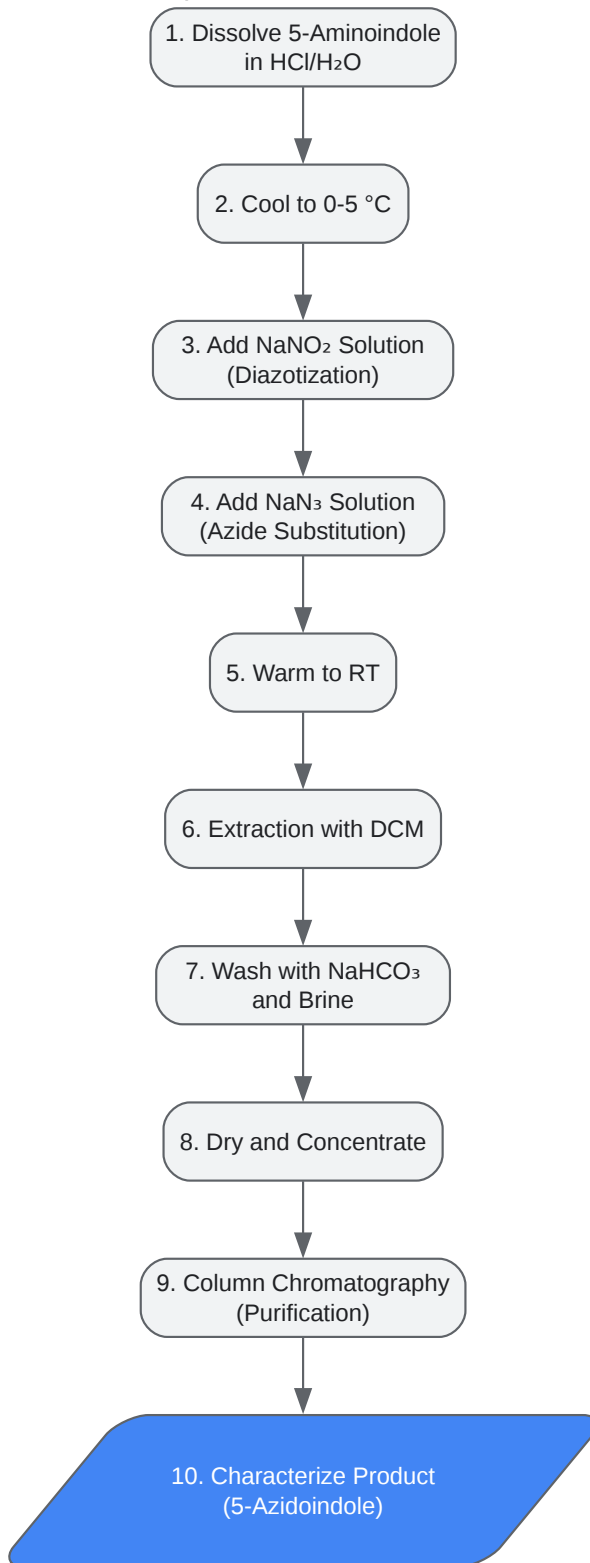 1. Dissolve 5-Aminoindole
in HCl/H₂O
2. Cool to 0-5 °C
3. Add NaNO₂ Solution
(Diazotization)
4. Add NaN₃ Solution
(Azide Substitution)
5. Warm to RT
6. Extraction with DCM
7. Wash with NaHCO₃
and Brine
8. Dry and Concentrate
9. Column Chromatography
(Purification)
10. Characterize Product
(5-Azidoindole)